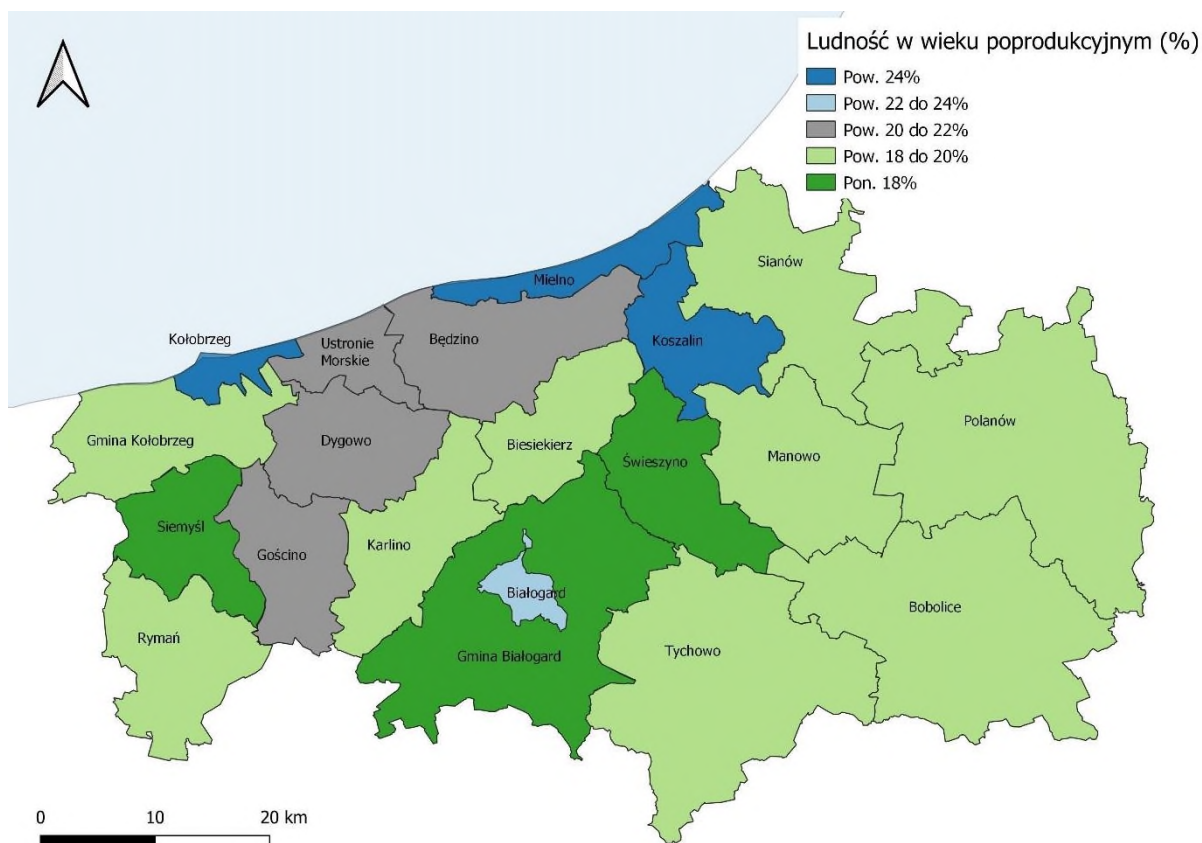 Ludność w wieku poprodukcyjnym (%)
Pow. 24%
Pow. 22 do 24%
Pow. 20 do 22%
Pow. 18 do 20%
Pon. 18%
Sianów
Mielno
Kołobrzeg
Ustronie
Morskie
Będzino
Koszalin
Polanów
Gmina Kołobrzeg
Dygowo
Biesiekierz
Świeszyno
Manowo
Siemyśl
Gościno
Karlino
Białogard
Bobolice
Rymań
Gmina Białogard
Tychowo
0 10 20 km